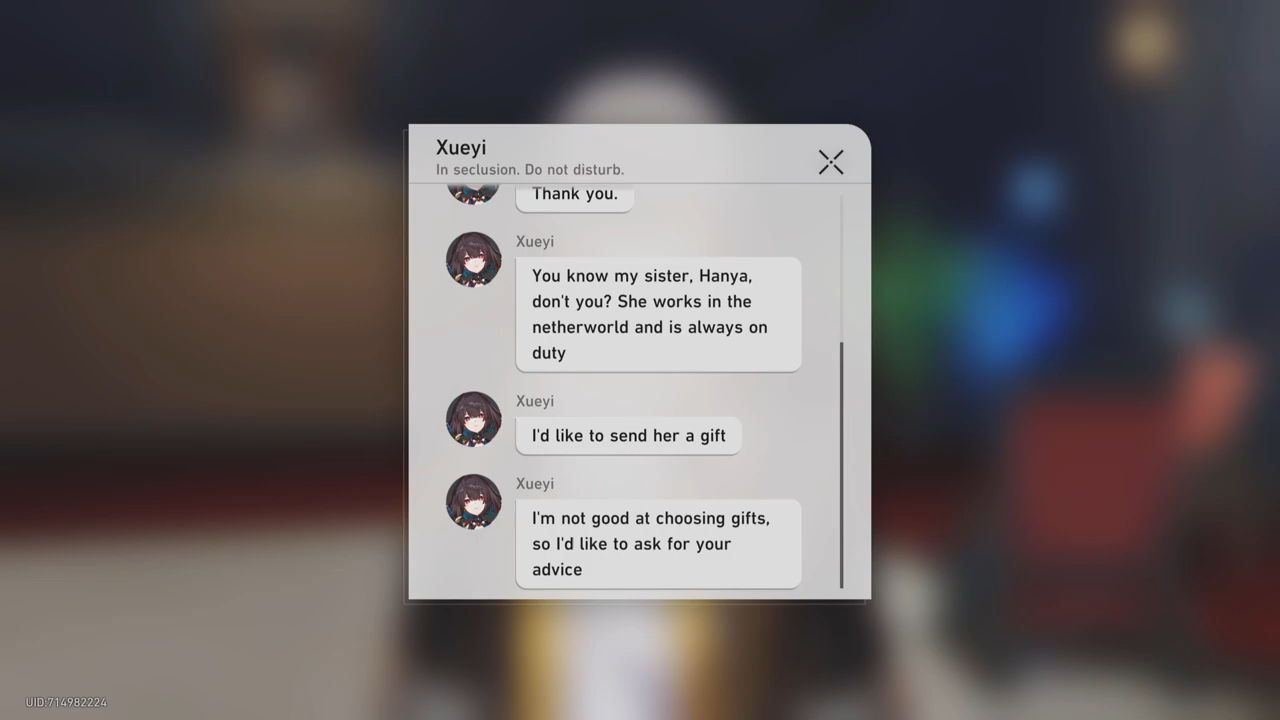 Xueyi
In seclusion. Do not disturb.
Thank you.
Xueyi
You know my sister, Hanya,
don't you? She works in the
netherworld and is always on
duty
Xueyi
I'd like to send her a gift
Xueyi
I'm not good at choosing gifts,
so I'd like to ask for your
advice
UID:714982224